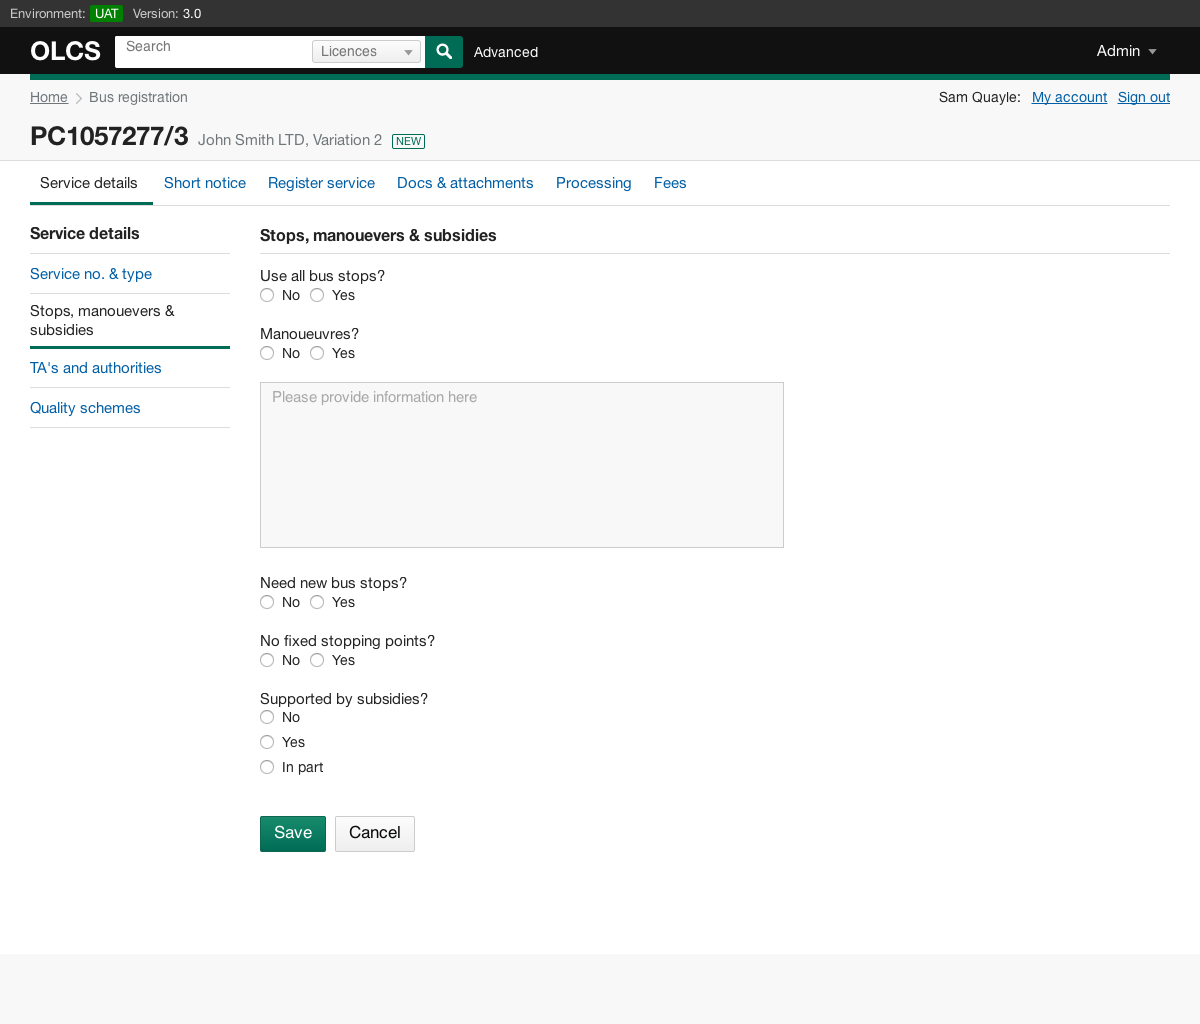 Environment: UAT Version: 3.0
OLCS Search Licences Advanced Admin
Home Bus registration Sam Quayle: My account Sign out
PC1057277/3 John Smith LTD, Variation 2 NEW
Service details Short notice Register service Docs & attachments Processing Fees
Service details
Service no. & type
Stops, manouevers &
subsidies
TA's and authorities
Quality schemes
Stops, manouevers & subsidies
Use all bus stops?
No Yes
Manoueuvres?
No Yes
Please provide information here
Need new bus stops?
No Yes
No fixed stopping points?
No Yes
Supported by subsidies?
No
Yes
In part
Save Cancel